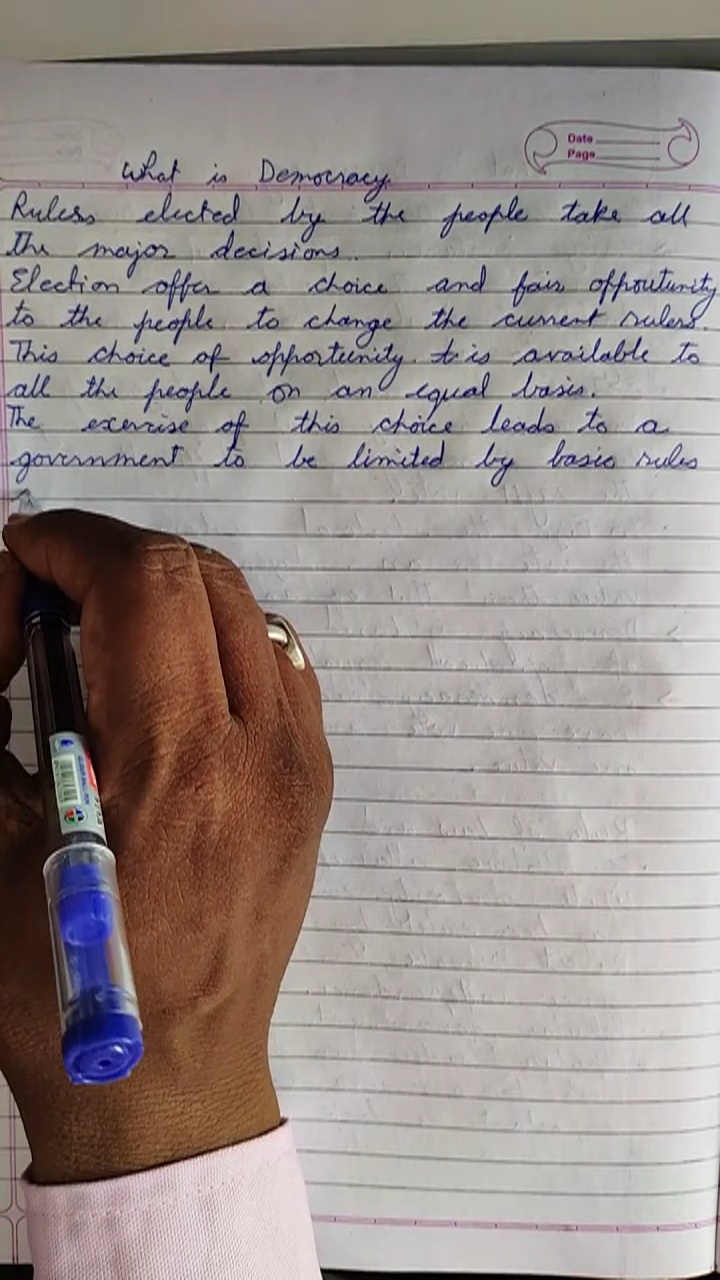 Date
Page
What is Democracy
Rulers elected by the people take all
the major decisions.
Election offer a choice and fair opportunity
to the people to change the current rulers.
This choice of opportunity is available to
all the people on an equal basis.
The exercise of this choice leads to a
government to be limited by basic rules